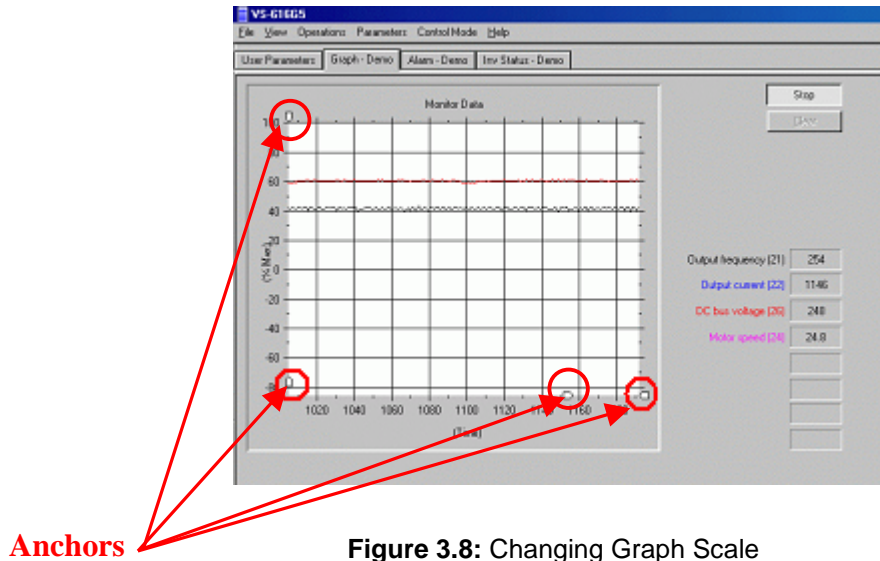 VS-616G5
File View Operations Parameters Control Mode Help
User Parameters Graph - Demo Alarm - Demo Inv Status - Demo
Monitor Data
Stop
Clear
100
80
60
40
20
0
-20
-40
-60
(% Max)
1020 1040 1060 1080 1100 1120 1140 1160
(Time)
Output frequency (21) 254
Output current (22) 1146
DC bus voltage (26) 248
Motor speed (24) 24.8
Anchors
Figure 3.8: Changing Graph Scale